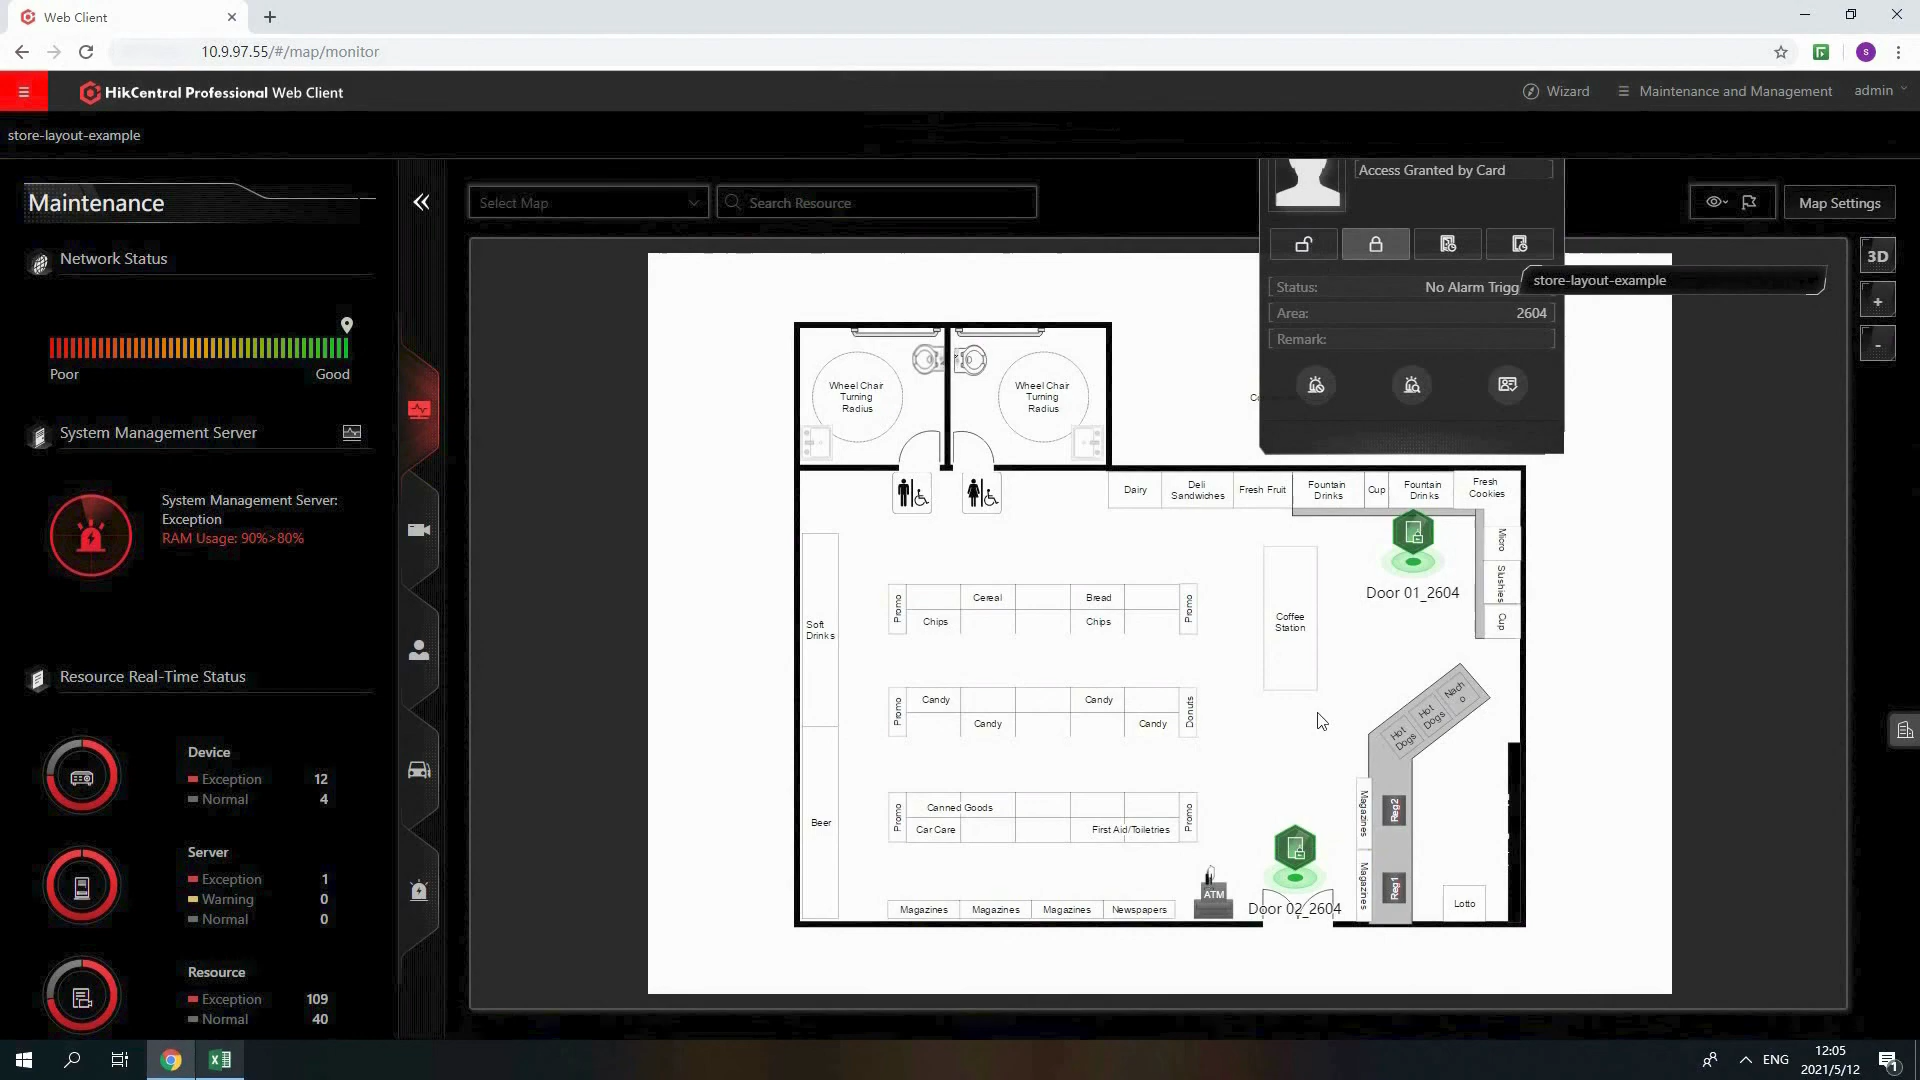 Web Client
10.9.97.55/#/map/monitor
S
HikCentral Professional Web Client
Wizard
Maintenance and Management
admin
store-layout-example
Maintenance
Select Map
Search Resource
Access Granted by Card
Map Settings
Network Status
3D
+
-
Status:
No Alarm Trigg
store-layout-example
Area:
2604
Remark:
Poor
Good
System Management Server
System Management Server:
Exception
RAM Usage: 90%>80%
Resource Real-Time Status
Device
Exception 12
Normal 4
Server
Exception 1
Warning 0
Normal 0
Resource
Exception 109
Normal 40
Wheel Chair
Turning
Radius
Wheel Chair
Turning
Radius
Dairy
Deli
Sandwiches
Fresh Fruit
Fountain
Drinks
Cup
Fountain
Drinks
Fresh
Cookies
Micro
Slushies
Cup
Door 01_2604
Soft
Drinks
Beer
Promo
Cereal
Bread
Chips
Chips
Promo
Coffee
Station
Promo
Candy
Candy
Candy
Candy
Donuts
Nach
o
Hot
Dogs
Hot
Dogs
Promo
Canned Goods
Car Care
First Aid/Toiletries
Promo
Magazines
Magazines
Reg2
Reg1
ATM
Door 02_2604
Lotto
Magazines
Magazines
Magazines
Newspapers
ENG
12:05
2021/5/12
1